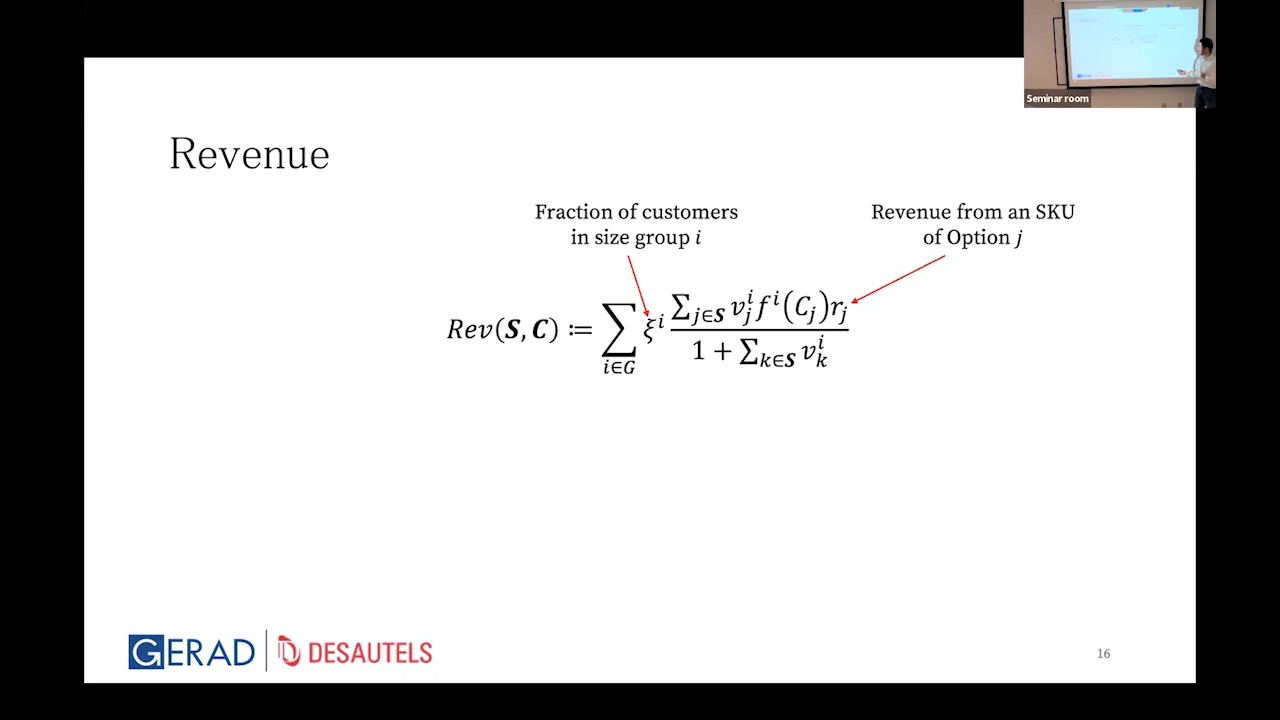 Seminar room
Revenue
Fraction of customers
in size group i
Revenue from an SKU
of Option j
Rev(S, C) ≔ ∑_{i∈G} ξ^i \frac{∑_{j∈S} v_j^i f^i(C_j) r_j}{1 + ∑_{k∈S} v_k^i}
GERAD | DESAUTELS
16